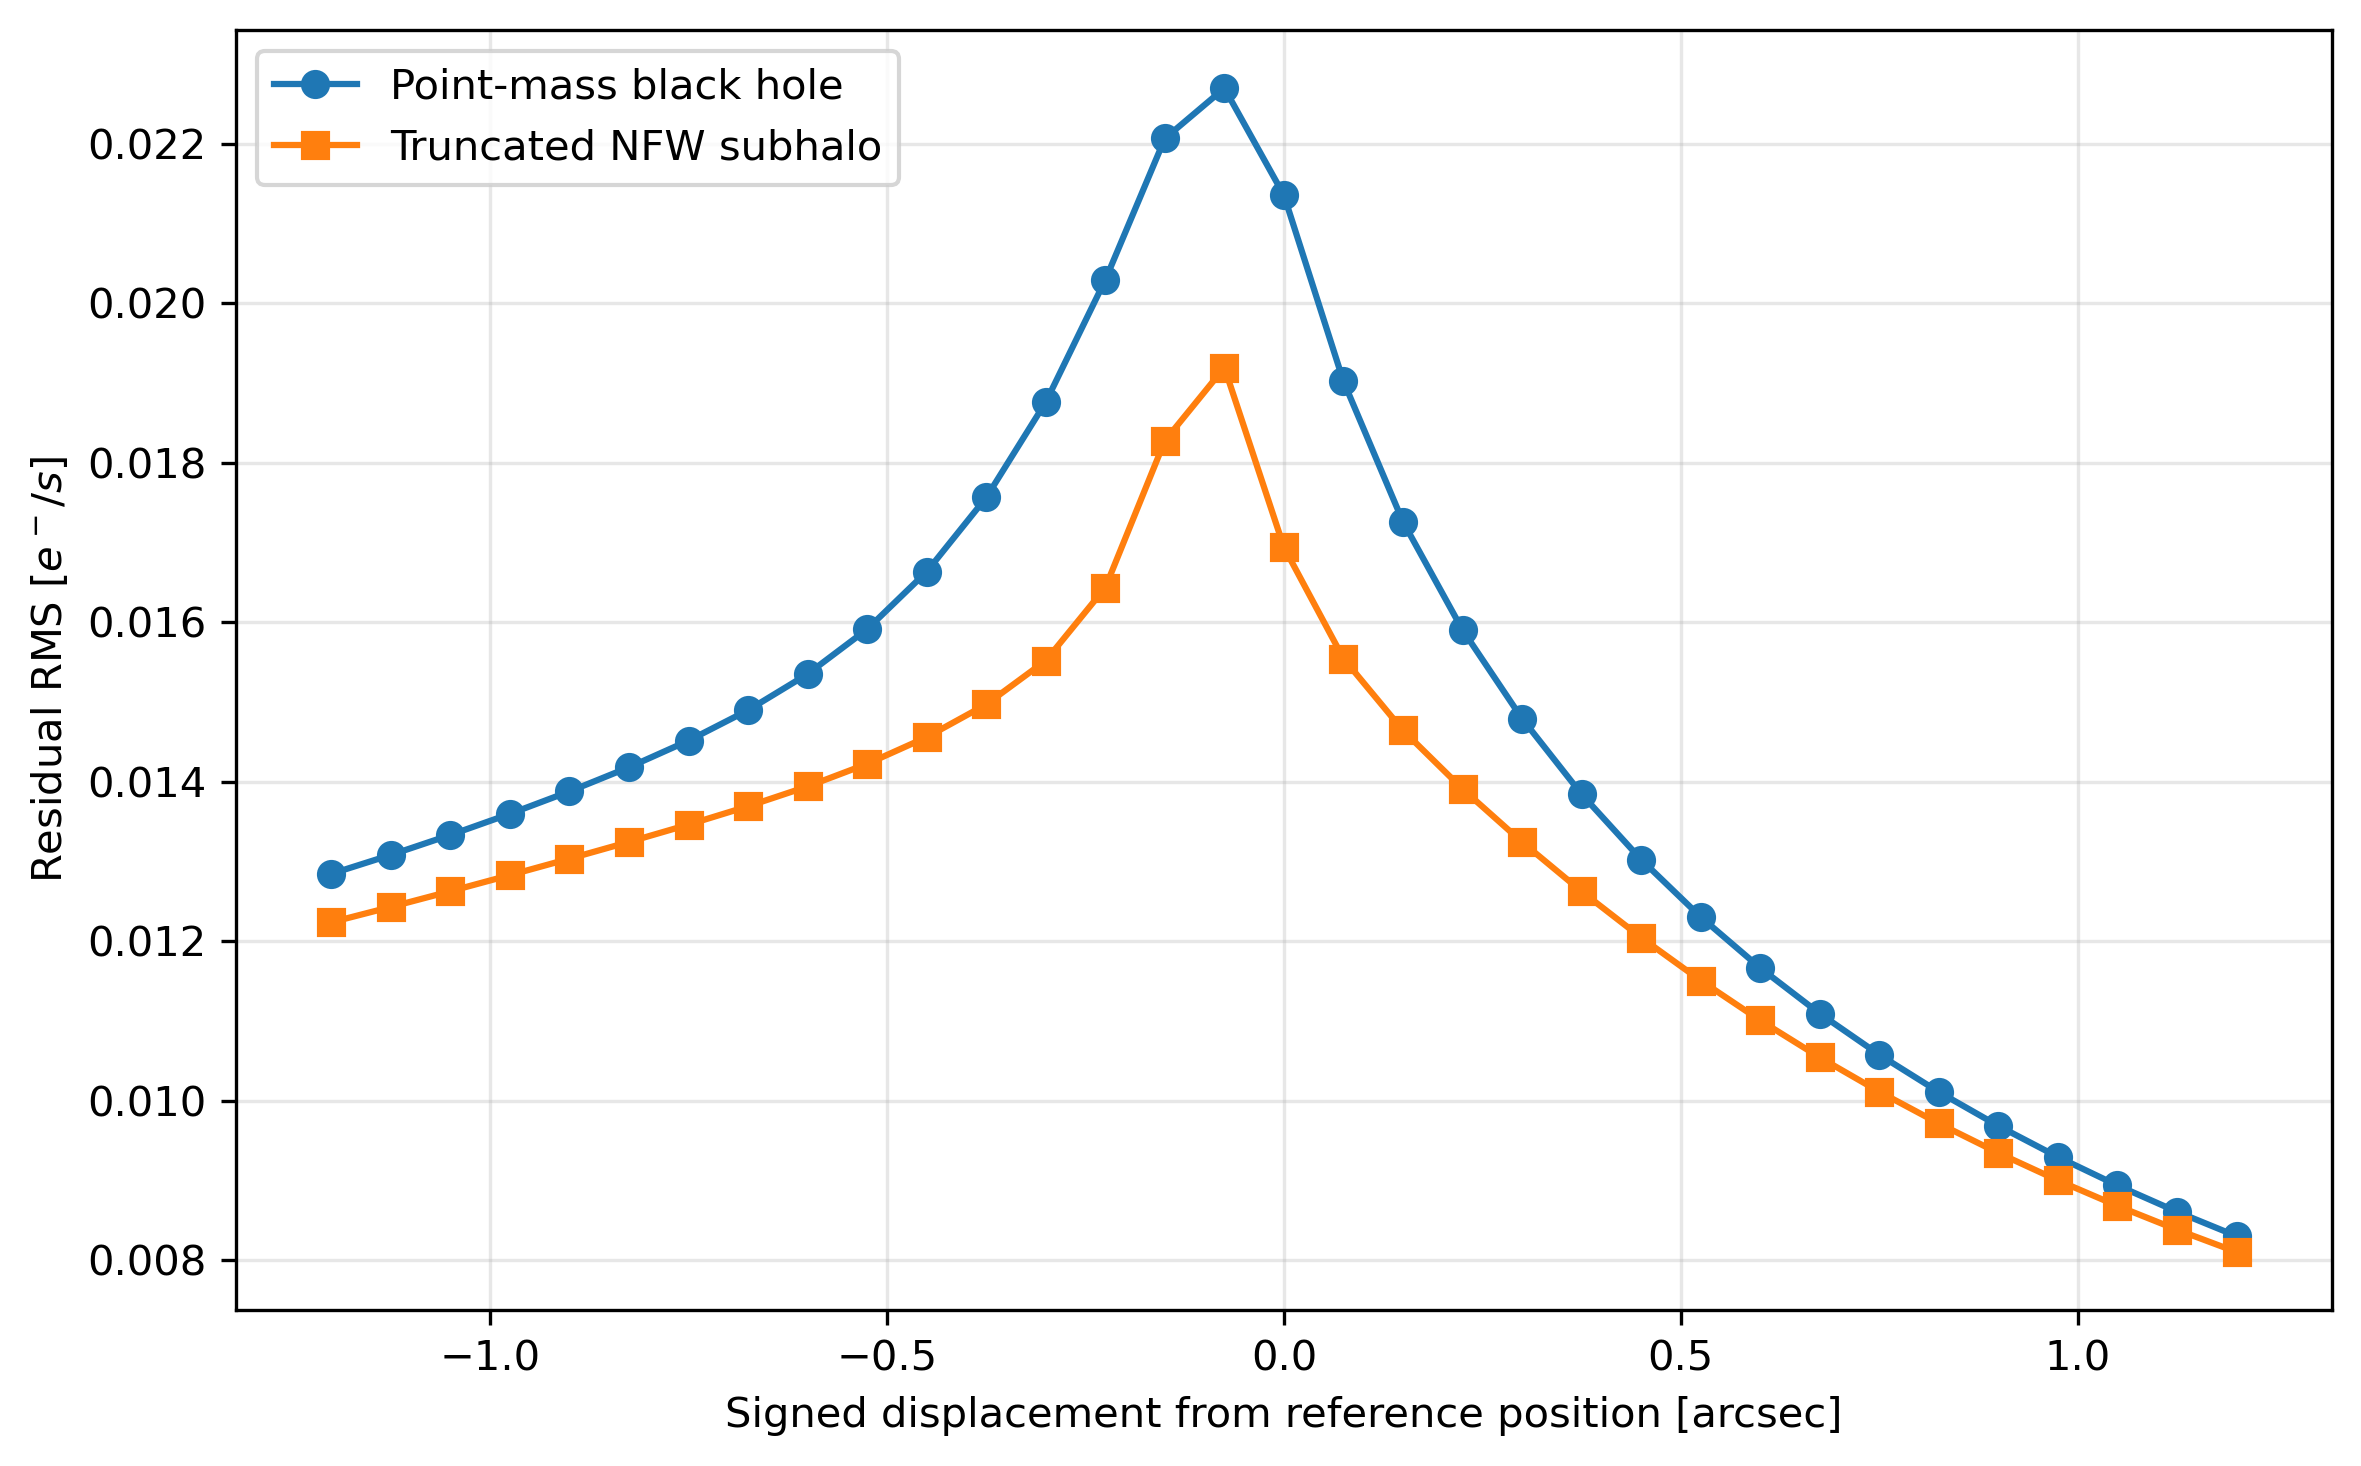 Point-mass black hole
Truncated NFW subhalo
0.022
0.020
0.018
0.016
0.014
0.012
0.010
0.008
Residual RMS [e⁻/s]
−1.0 −0.5 0.0 0.5 1.0
Signed displacement from reference position [arcsec]